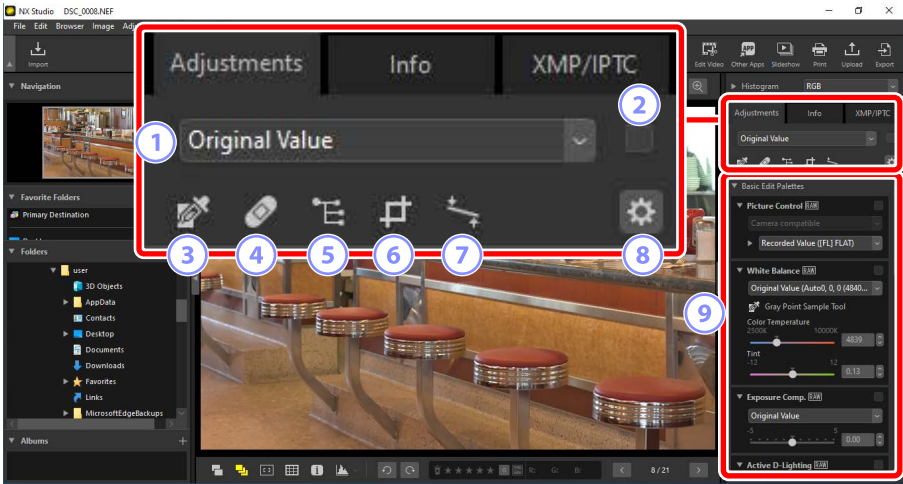 NX Studio DSC_0008.NEF
File Edit Browser Image
Import
Edit Video Other Apps Slideshow Print Upload Export
Navigation
Histogram RGB
Adjustments Info XMP/IPTC
Original Value
1
2
3
4
5
6
7
8
Adjustments Info XMP/IPTC
Original Value
9
Basic Edit Palettes
Picture Control RAW
Camera compatible
Recorded Value ([FL] FLAT)
White Balance RAW
Original Value (Auto0, 0, 0 (4840...
Gray Point Sample Tool
Color Temperature
2500K 10000K
4839
Tint
-12 12
0.13
Exposure Comp. RAW
Original Value
-5 5
0.00
Active D-Lighting RAW
Favorite Folders
Primary Destination
Folders
user
3D Objects
AppData
Contacts
Desktop
Documents
Downloads
Favorites
Links
MicrosoftEdgeBackups
Albums
R: G: B:
8/21